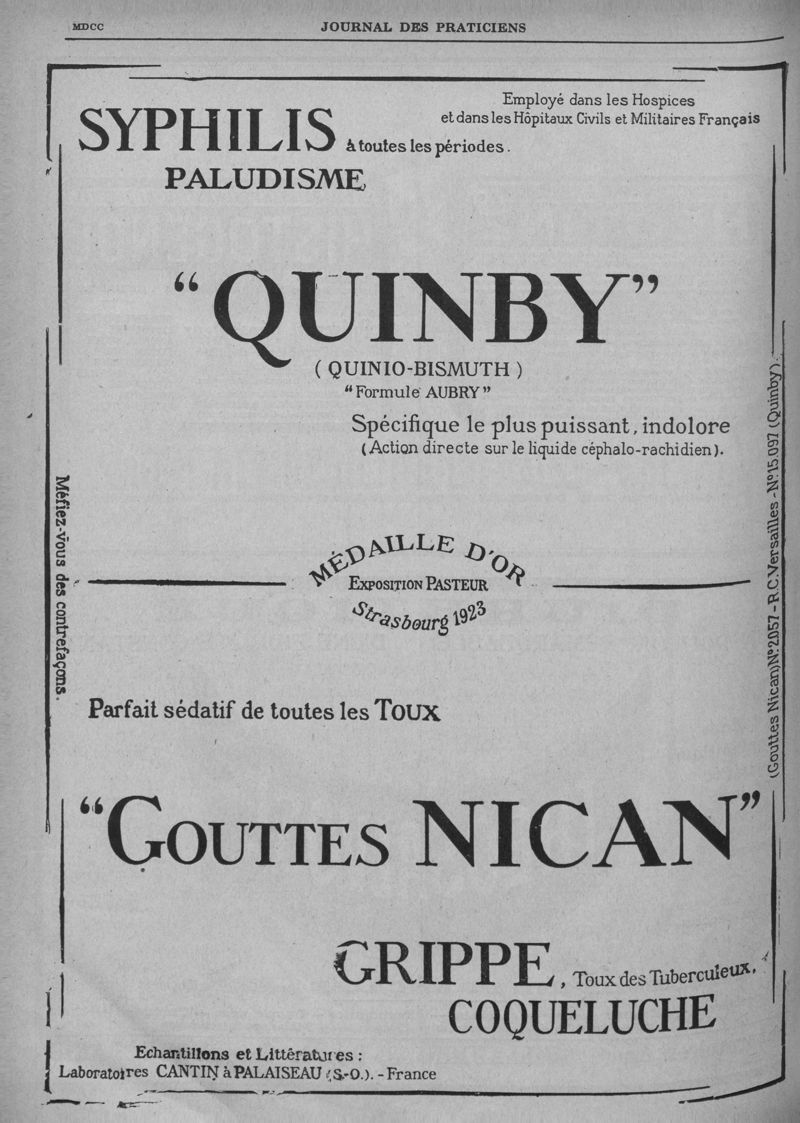 MDCC
JOURNAL DES PRATICIENS
Employé dans les Hospices
et dans les Hôpitaux Civils et Militaires Français
SYPHILIS à toutes les périodes.
PALUDISME
“QUINBY”
(QUINIO-BISMUTH)
“Formule AUBRY”
Spécifique le plus puissant, indolore
(Action directe sur le liquide céphalo-rachidien).
Méfiez-vous des contrefaçons.
(Gouttes Nican) No. 2057 - R.C. Versailles - No. 15097 (Quinby).
MÉDAILLE D'OR
EXPOSITION PASTEUR
Strasbourg 1923
Parfait sédatif de toutes les TOUX
“GOUTTES NICAN”
GRIPPE, Toux des Tuberculeux,
COQUELUCHE
Echantillons et Littératures :
Laboratoires CANTIN à PALAISEAU (S.-O.). - France